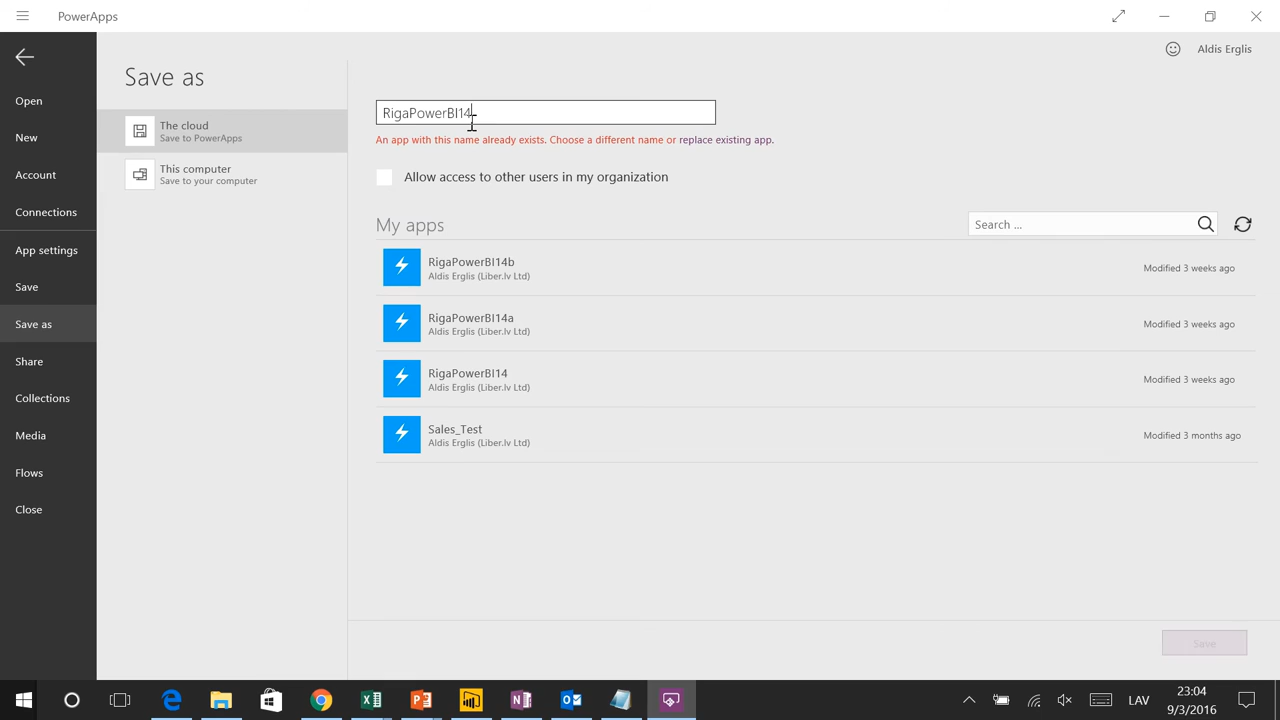 PowerApps
Aldis Erglis
Save as
Open
New
Account
Connections
App settings
Save
Save as
Share
Collections
Media
Flows
Close
The cloud
Save to PowerApps
This computer
Save to your computer
RigaPowerBI14
An app with this name already exists. Choose a different name or replace existing app.
Allow access to other users in my organization
My apps
Search ...
RigaPowerBI14b
Aldis Erglis (Liber.lv Ltd)
Modified 3 weeks ago
RigaPowerBI14a
Aldis Erglis (Liber.lv Ltd)
Modified 3 weeks ago
RigaPowerBI14
Aldis Erglis (Liber.lv Ltd)
Modified 3 weeks ago
Sales_Test
Aldis Erglis (Liber.lv Ltd)
Modified 3 months ago
Save
LAV
23:04
9/3/2016